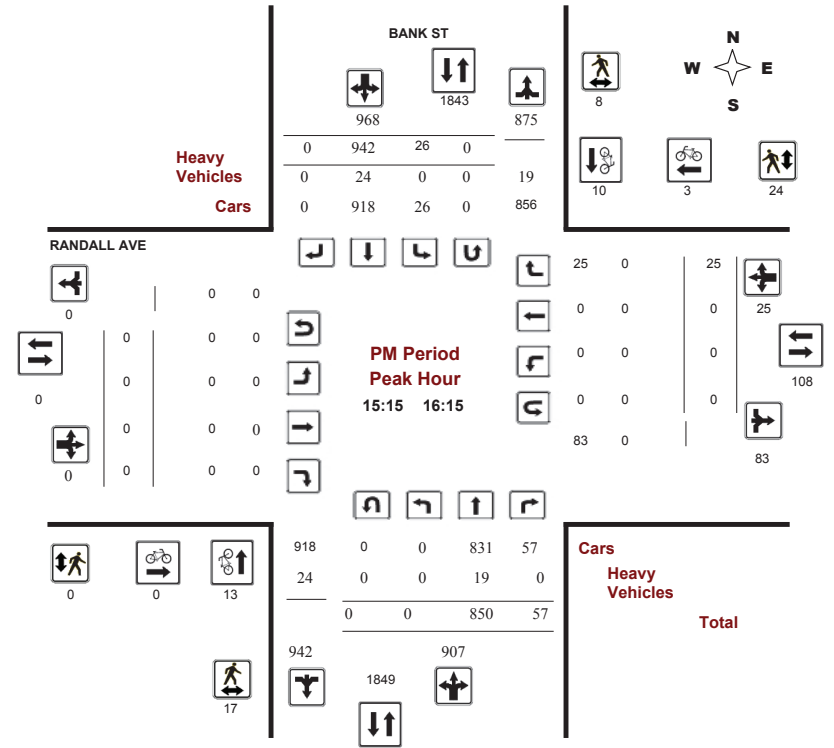 BANK ST
N
W E
S
1843
8
968 875
0 942 26 0
Heavy
Vehicles
0 24 0 0 19
Cars
0 918 26 0 856
10 3 24
RANDALL AVE
25 0 25
0 0
0
25
0 0 0
0 0 0
PM Period
Peak Hour
15:15 16:15
0 0 0
0 0 0
0
108
0 0 0
0 0 0
83 0
0
83
0 0 0
918 0 0 831 57
Cars
24 0 0 19 0
Heavy
Vehicles
0 0 13
0 0 850 57
Total
942 907
1849
17